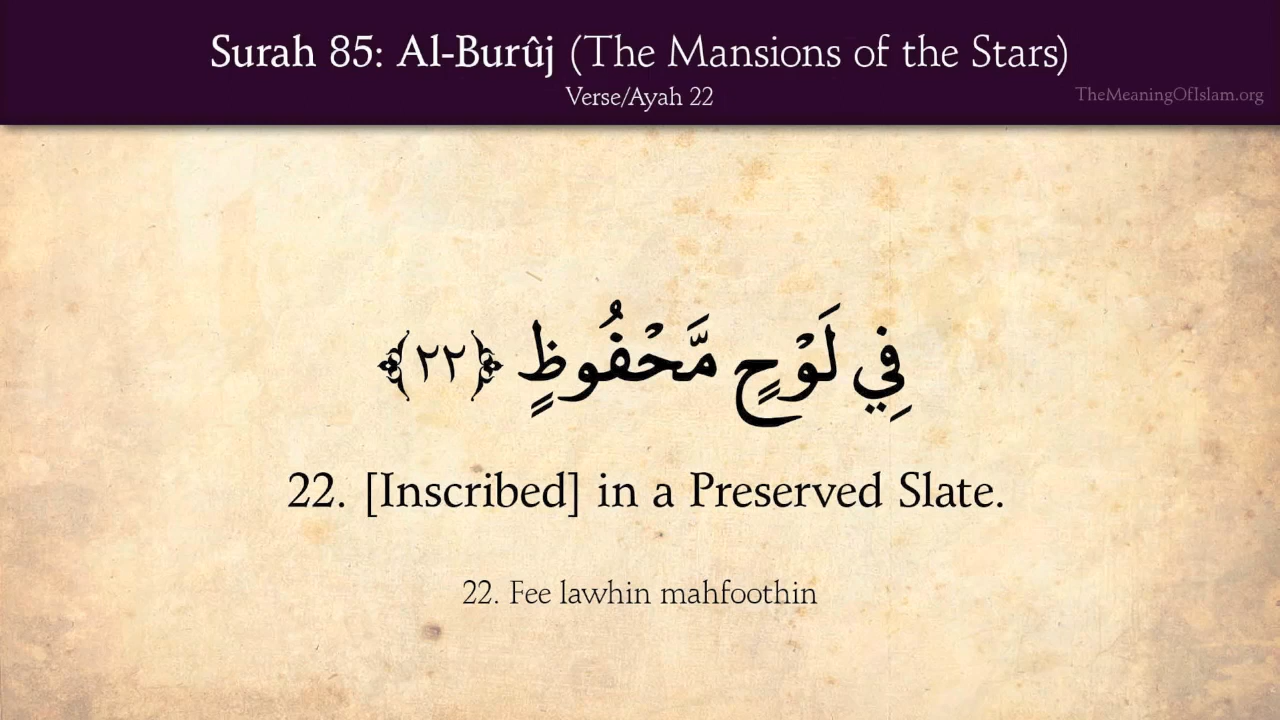 Surah 85: Al-Burûj (The Mansions of the Stars)
Verse/Ayah 22
TheMeaningOfIslam.org
فِي لَوْحٍ مَّحْفُوظٍ ﴿٢٢﴾
22. [Inscribed] in a Preserved Slate.
22. Fee lawhin mahfoothin